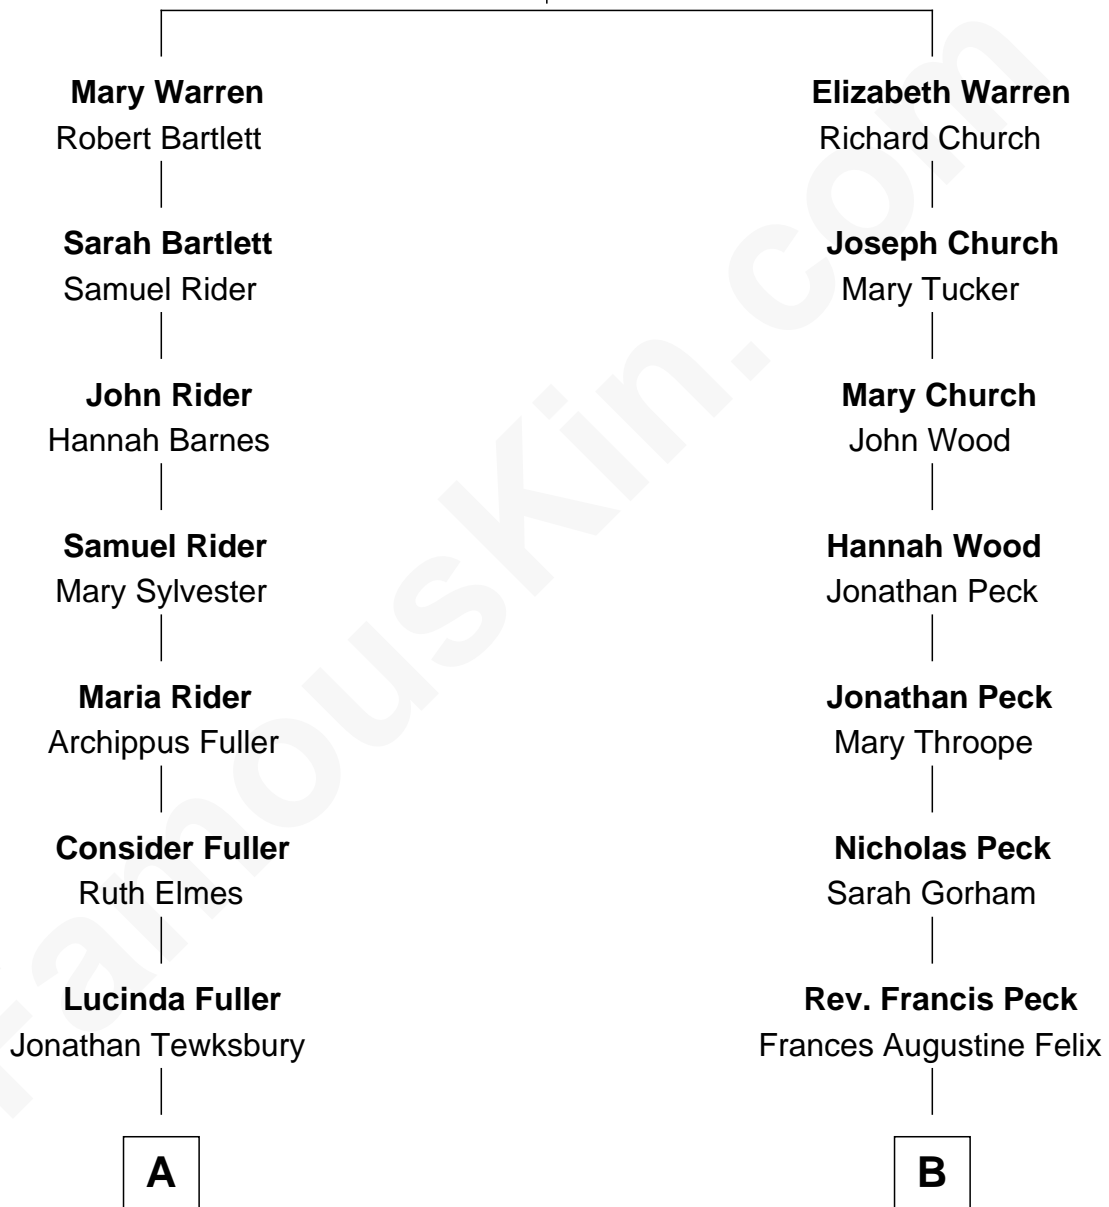 Mary Warren
Robert Bartlett
Sarah Bartlett
Samuel Rider
John Rider
Hannah Barnes
Samuel Rider
Mary Sylvester
Maria Rider
Archippus Fuller
Consider Fuller
Ruth Elmes
Lucinda Fuller
Jonathan Tewksbury
A
Elizabeth Warren
Richard Church
Joseph Church
Mary Tucker
Mary Church
John Wood
Hannah Wood
Jonathan Peck
Jonathan Peck
Mary Throope
Nicholas Peck
Sarah Gorham
Rev. Francis Peck
Frances Augustine Felix
B
FamousKin.com